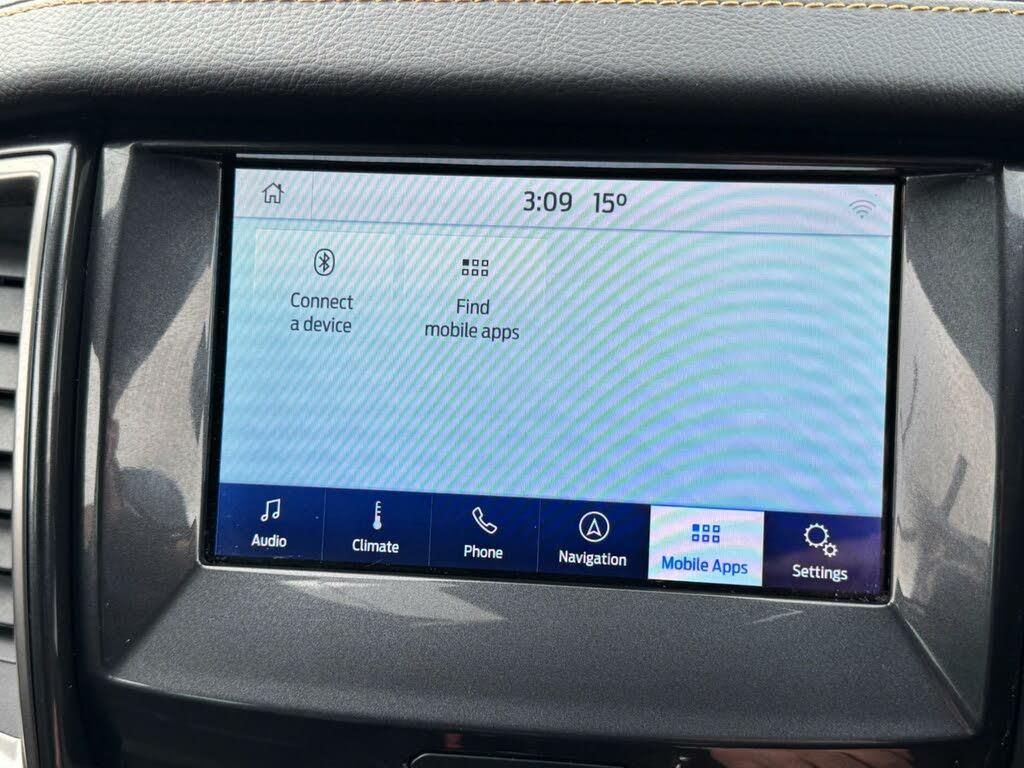 3:09 15º
Connect
a device
Find
mobile apps
Audio
Climate
Phone
Navigation
Mobile Apps
Settings